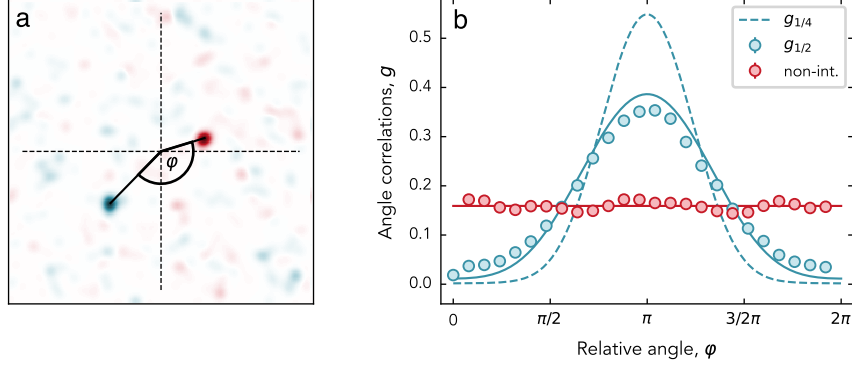 a
φ
b
g1/4
g1/2
non-int.
Angle correlations, g
0.5
0.4
0.3
0.2
0.1
0.0
0
π/2
π
3/2π
2π
Relative angle, φ